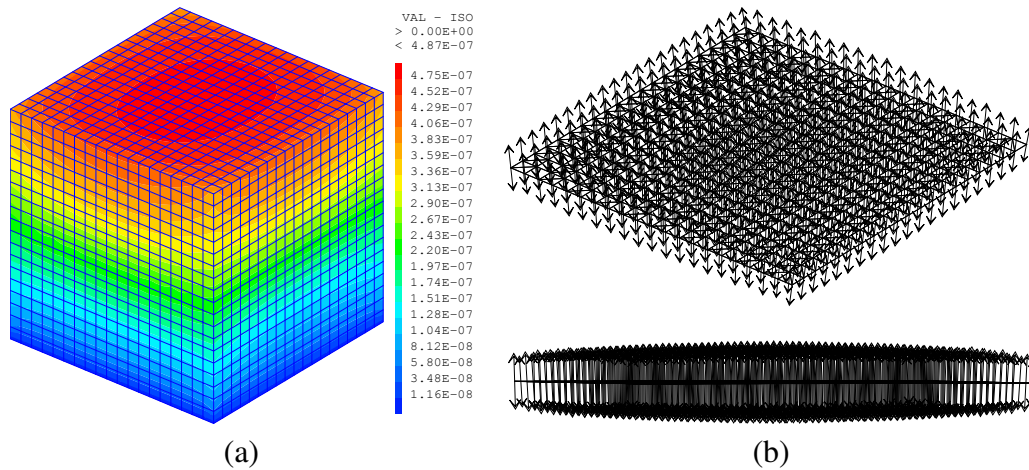 VAL - ISO
> 0.00E+00
< 4.87E-07
4.75E-07
4.52E-07
4.29E-07
4.06E-07
3.83E-07
3.59E-07
3.36E-07
3.13E-07
2.90E-07
2.67E-07
2.43E-07
2.20E-07
1.97E-07
1.74E-07
1.51E-07
1.28E-07
1.04E-07
8.12E-08
5.80E-08
3.48E-08
1.16E-08
(a)
(b)